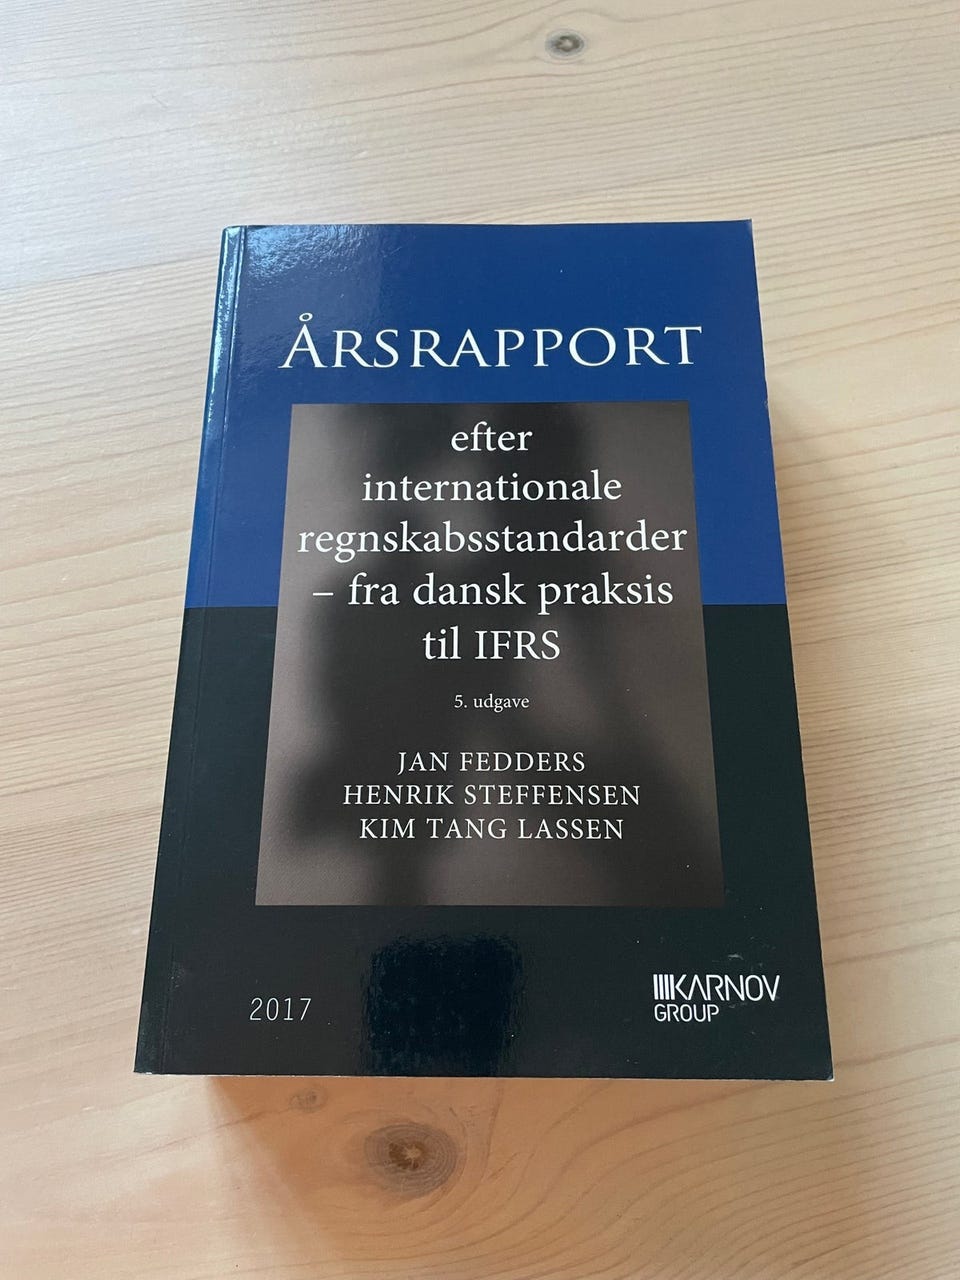 ÅRSRAPPORT
efter
internationale
regnskabsstandarder
– fra dansk praksis
til IFRS
5. udgave
JAN FEDDERS
HENRIK STEFFENSEN
KIM TANG LASSEN
2017
KARNOV
GROUP